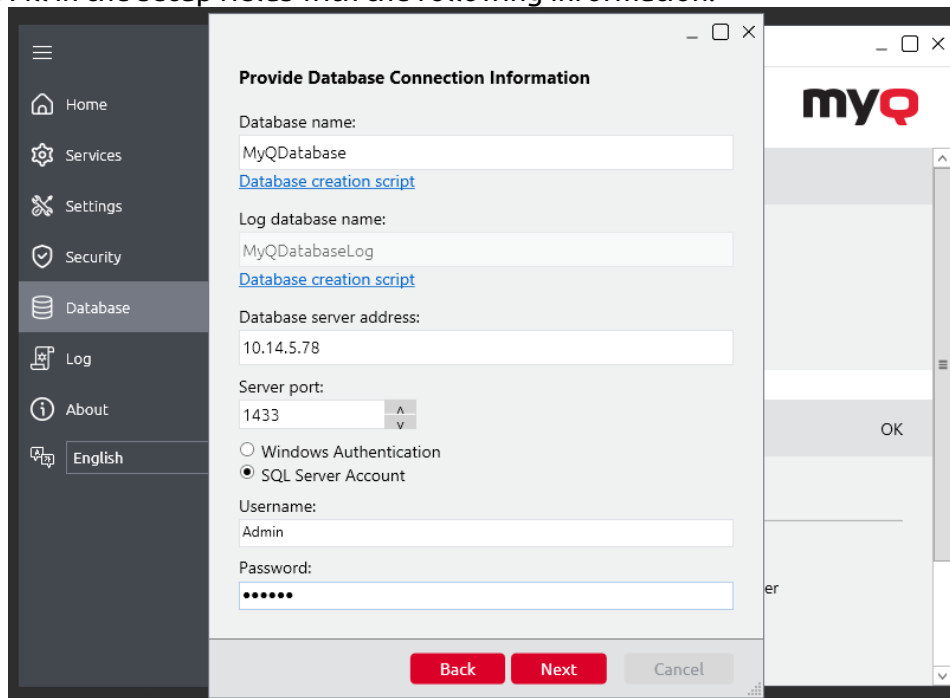 Home
Services
Settings
Security
Database
Log
About
English
Provide Database Connection Information
Database name:
MyQDatabase
Database creation script
Log database name:
MyQDatabaseLog
Database creation script
Database server address:
10.14.5.78
Server port:
1433
Windows Authentication
SQL Server Account
Username:
Admin
Password:
••••••
Back Next Cancel
myQ
OK
er